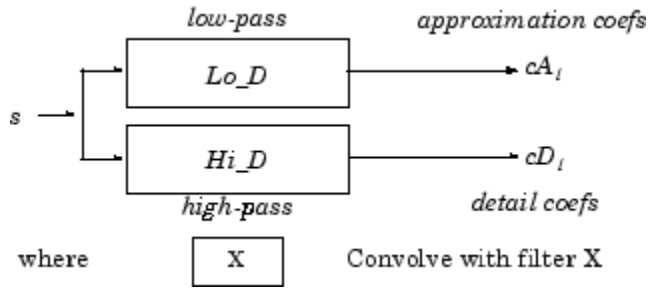 low-pass approximation coefs
Lo_D cA1
s
Hi_D cD1
high-pass detail coefs
where X Convolve with filter X